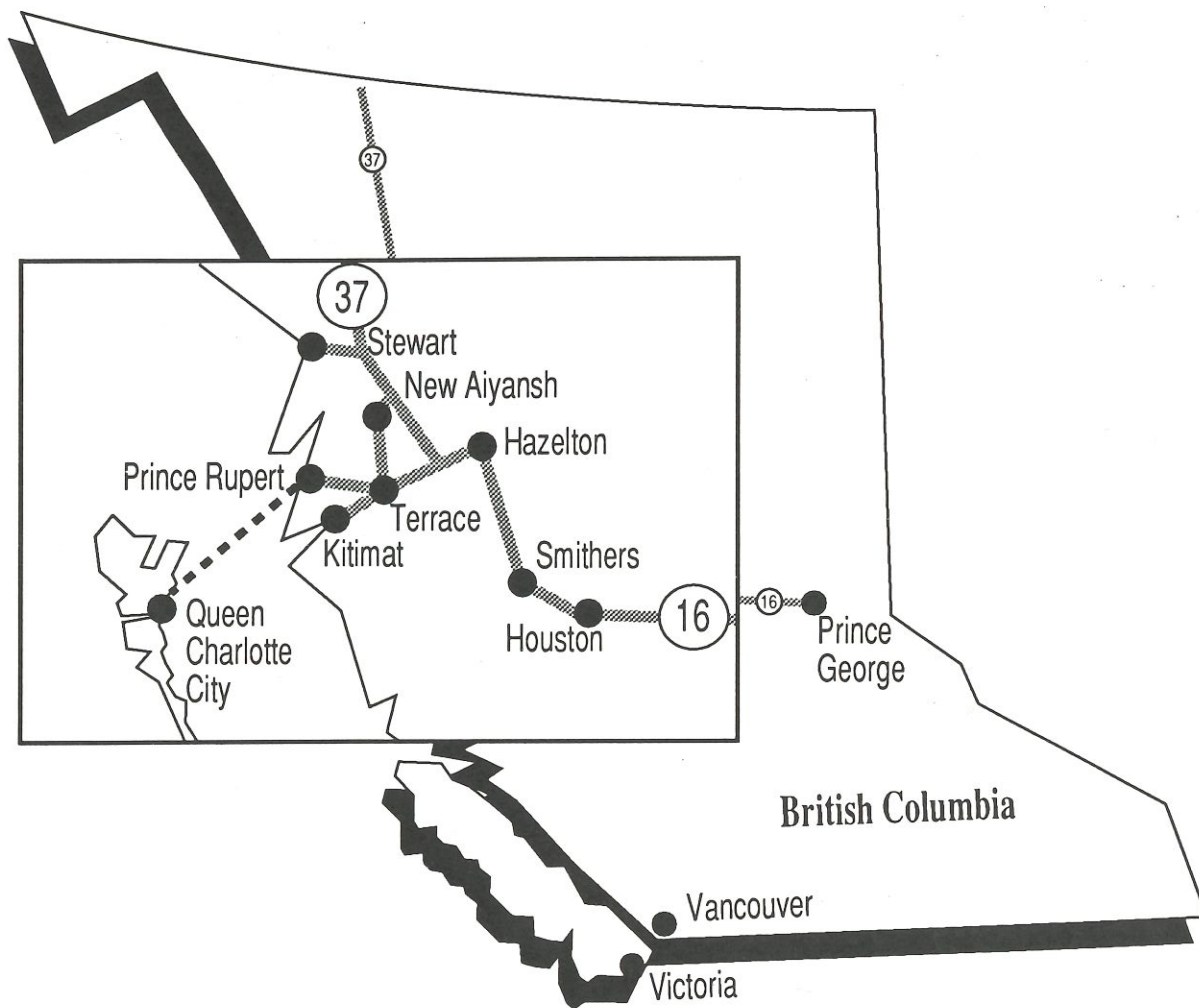 37
37
Stewart
New Aiyansh
Hazelton
Prince Rupert
Terrace
Kitimat
Smithers
Queen
Charlotte
City
Houston
16
16
Prince
George
British Columbia
Vancouver
Victoria